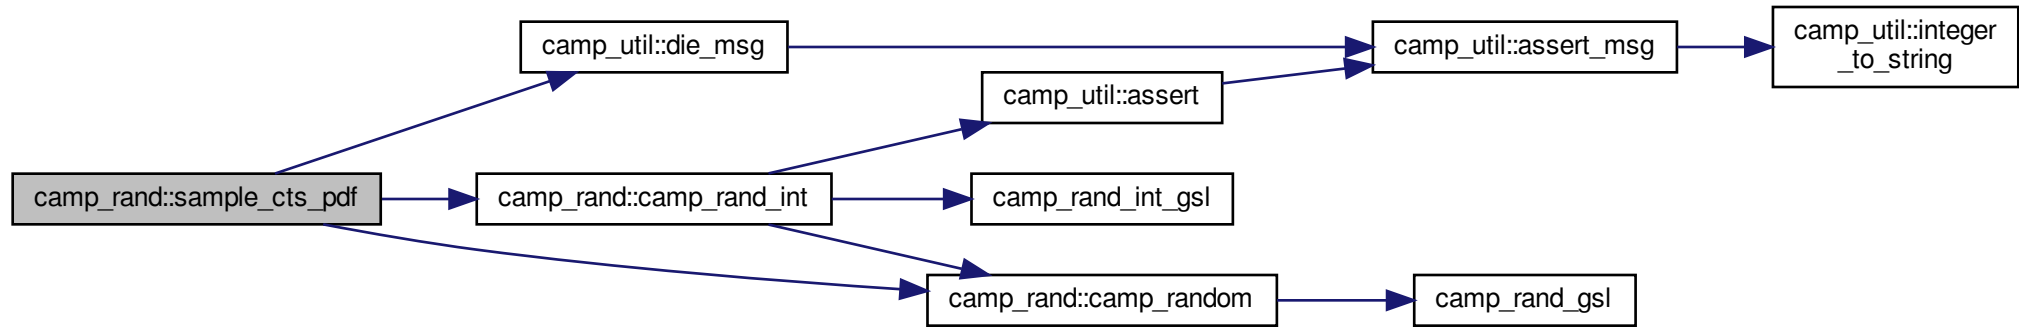 camp_util::die_msg
camp_util::assert_msg
camp_util::integer
_to_string
camp_util::assert
camp_rand::sample_cts_pdf
camp_rand::camp_rand_int
camp_rand_int_gsl
camp_rand::camp_random
camp_rand_gsl